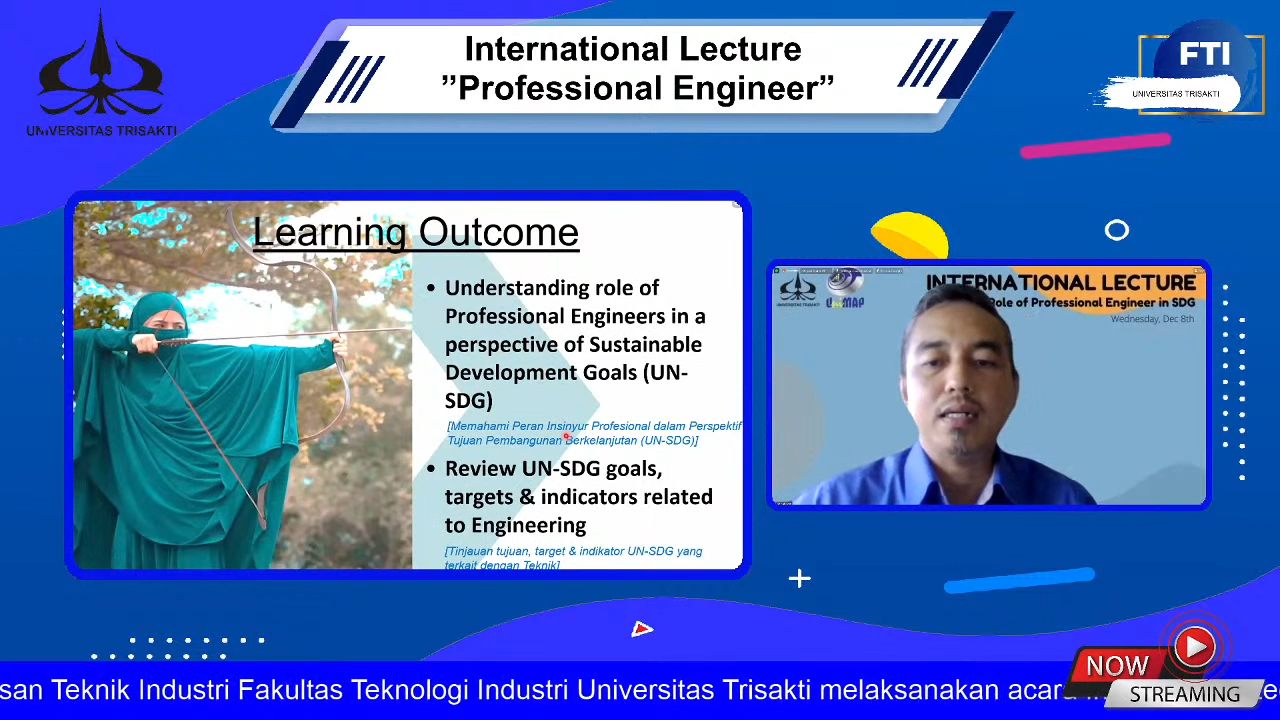 International Lecture
”Professional Engineer”
UNIVERSITAS TRISAKTI
FTI
UNIVERSITAS TRISAKTI
Learning Outcome
• Understanding role of
Professional Engineers in a
perspective of Sustainable
Development Goals (UN-
SDG)
[Memahami Peran Insinyur Profesional dalam Perspektif
Tujuan Pembangunan Berkelanjutan (UN-SDG)]
• Review UN-SDG goals,
targets & indicators related
to Engineering
[Tinjauan tujuan, target & indikator UN-SDG yang
terkait dengan Teknik]
INTERNATIONAL LECTURE
Role of Professional Engineer in SDG
Wednesday, Dec 8th
UNIVERSITAS TRISAKTI
UniMAP
san Teknik Industri Fakultas Teknologi Industri Universitas Trisakti melaksanakan acara
NOW
STREAMING